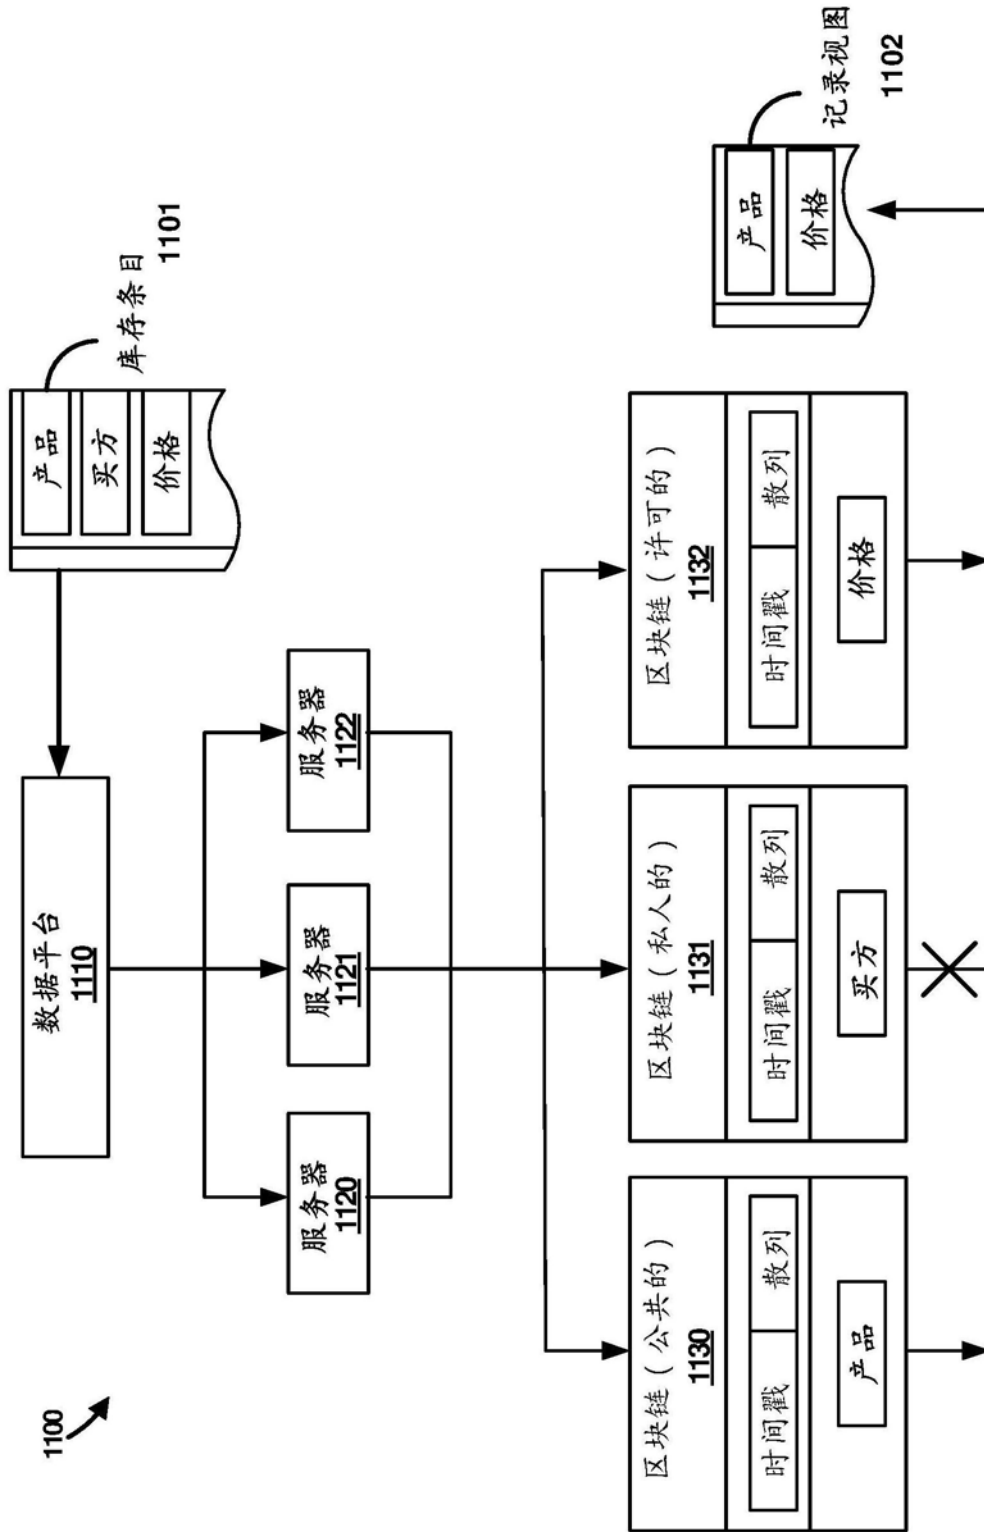 1100
数据平台
1110
产品
买方
价格
库存条目
1101
服务器
1120
服务器
1121
服务器
1122
区块链（公共的）
1130
时间戳
散列
产品
区块链（私人的）
1131
时间戳
散列
买方
区块链（许可的）
1132
时间戳
散列
价格
产品
价格
记录视图
1102